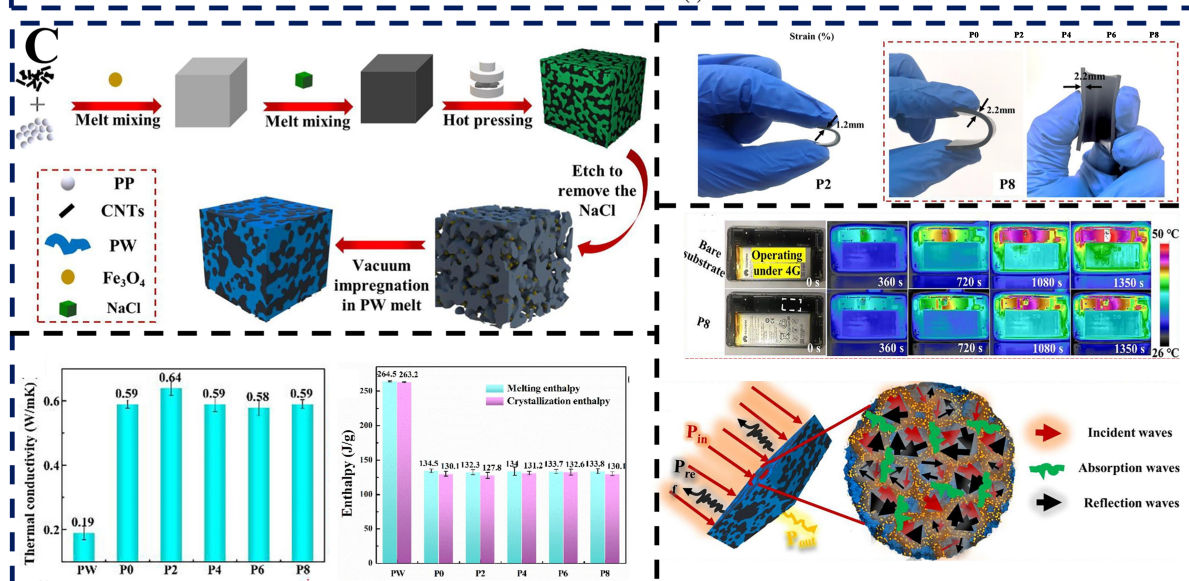 C
Melt mixing
Melt mixing
Hot pressing
Etch to
remove the
NaCl
Vacuum
impregnation
in PW melt
PP
CNTs
PW
Fe₃O₄
NaCl
Strain (%)
P0 P2 P4 P6 P8
1.2mm
P2
2.2mm
P8
2.2mm
Bare
substrate
Operating
under 4G
0 s
360 s
720 s
1080 s
1350 s
50 °C
P8
0 s
360 s
720 s
1080 s
1350 s
26 °C
Thermal conductivity (W/mK)
0.6
0.4
0.2
0.19
0.59
0.64
0.59
0.58
0.59
PW P0 P2 P4 P6 P8
Enthalpy (J/g)
250
200
150
100
50
0
Melting enthalpy
Crystallization enthalpy
264.5 263.2
134.5 130.1
132.3 127.8
134 131.2
133.7 132.6
133.8 130.1
PW P0 P2 P4 P6 P8
Pin
Pre
f
Pout
Incident waves
Absorption waves
Reflection waves